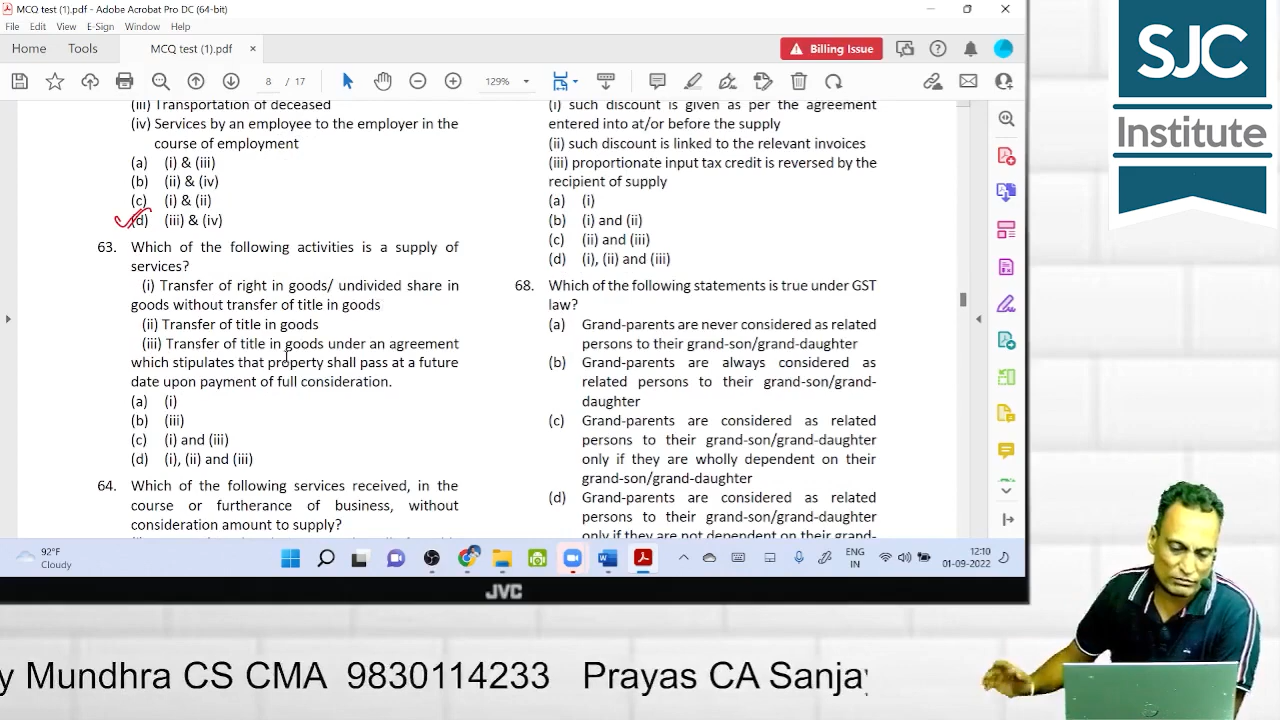 MCQ test (1).pdf - Adobe Acrobat Pro DC (64-bit)
File Edit View E-Sign Window Help
Home Tools MCQ test (1).pdf × Billing Issue
8 / 17 129%
(iii) Transportation of deceased
(iv) Services by an employee to the employer in the
course of employment
(a) (i) & (iii)
(b) (ii) & (iv)
(c) (i) & (ii)
(d) (iii) & (iv)
63. Which of the following activities is a supply of
services?
(i) Transfer of right in goods/ undivided share in
goods without transfer of title in goods
(ii) Transfer of title in goods
(iii) Transfer of title in goods under an agreement
which stipulates that property shall pass at a future
date upon payment of full consideration.
(a) (i)
(b) (iii)
(c) (i) and (iii)
(d) (i), (ii) and (iii)
64. Which of the following services received, in the
course or furtherance of business, without
consideration amount to supply?
(i) such discount is given as per the agreement
entered into at/or before the supply
(ii) such discount is linked to the relevant invoices
(iii) proportionate input tax credit is reversed by the
recipient of supply
(a) (i)
(b) (i) and (ii)
(c) (ii) and (iii)
(d) (i), (ii) and (iii)
68. Which of the following statements is true under GST
law?
(a) Grand-parents are never considered as related
persons to their grand-son/grand-daughter
(b) Grand-parents are always considered as
related persons to their grand-son/grand-
daughter
(c) Grand-parents are considered as related
persons to their grand-son/grand-daughter
only if they are wholly dependent on their
grand-son/grand-daughter
(d) Grand-parents are considered as related
persons to their grand-son/grand-daughter
only if they are not dependent on their grand-
SJC
Institute
92°F
Cloudy
ENG
IN
12:10
01-09-2022
JVC
y Mundhra CS CMA 9830114233 Prayas CA Sanjay